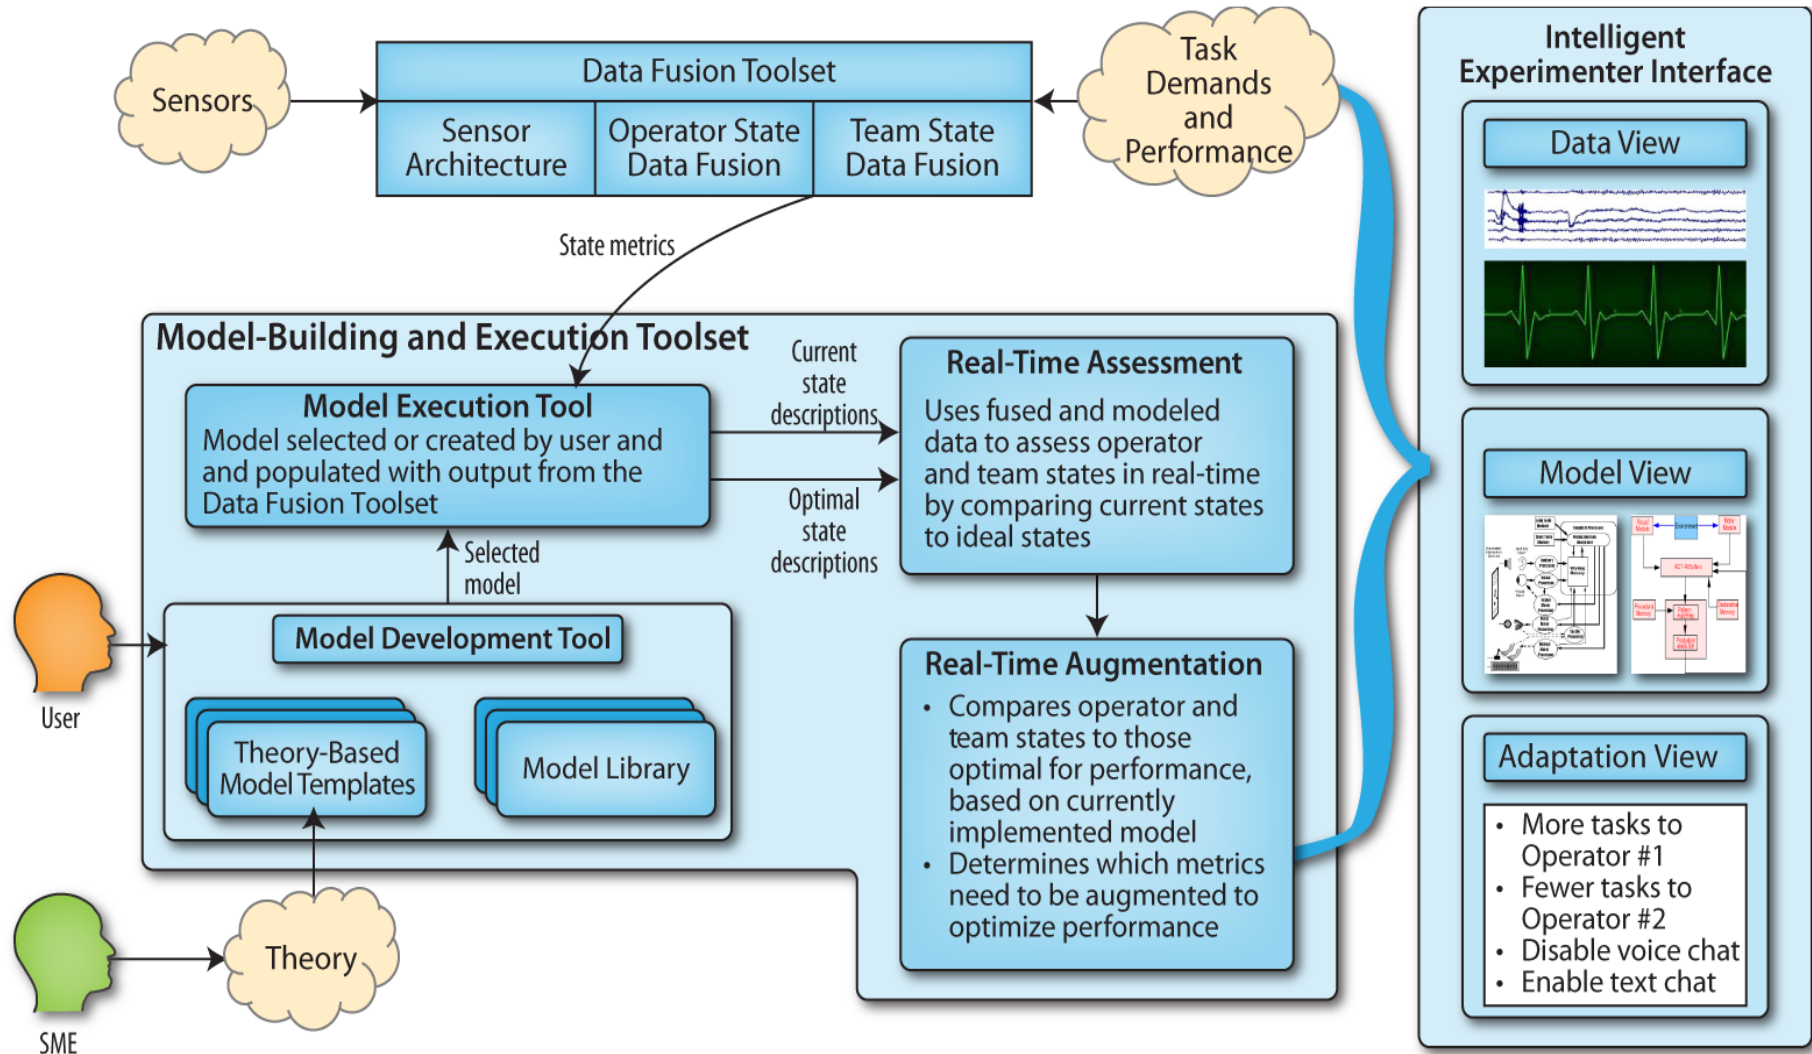 Sensors
Data Fusion Toolset
Sensor
Architecture
Operator State
Data Fusion
Team State
Data Fusion
Task
Demands
and
Performance
State metrics
Model-Building and Execution Toolset
Model Execution Tool
Model selected or created by user and
and populated with output from the
Data Fusion Toolset
Current
state
descriptions
Optimal
state
descriptions
Real-Time Assessment
Uses fused and modeled
data to assess operator
and team states in real-time
by comparing current states
to ideal states
Selected
model
User
Model Development Tool
Theory-Based
Model Templates
Model Library
Real-Time Augmentation
• Compares operator and
team states to those
optimal for performance,
based on currently
implemented model
• Determines which metrics
need to be augmented to
optimize performance
SME
Theory
Intelligent
Experimenter Interface
Data View
Model View
Environment
Adaptation View
• More tasks to
Operator #1
• Fewer tasks to
Operator #2
• Disable voice chat
• Enable text chat